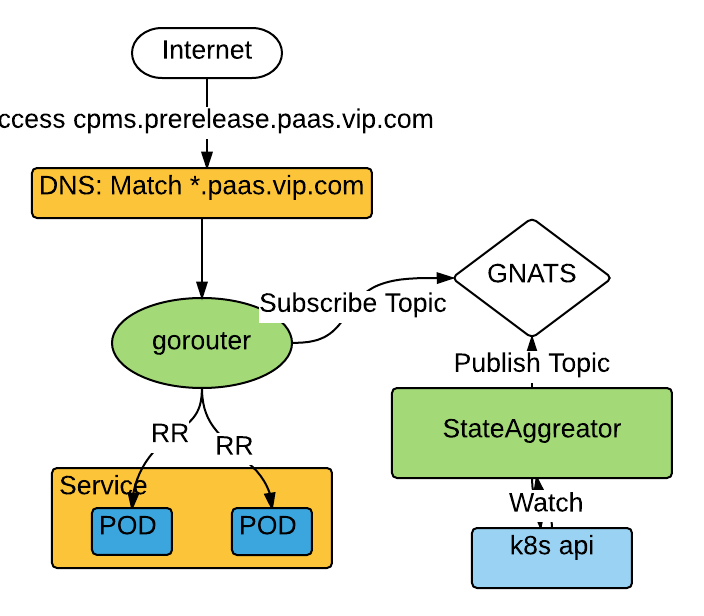 Internet
ccess cpms.prerelease.paas.vip.com
DNS: Match *.paas.vip.com
GNATS
Subscribe Topic
gorouter
Publish Topic
StateAggreator
RR
RR
Service
POD
POD
Watch
k8s api